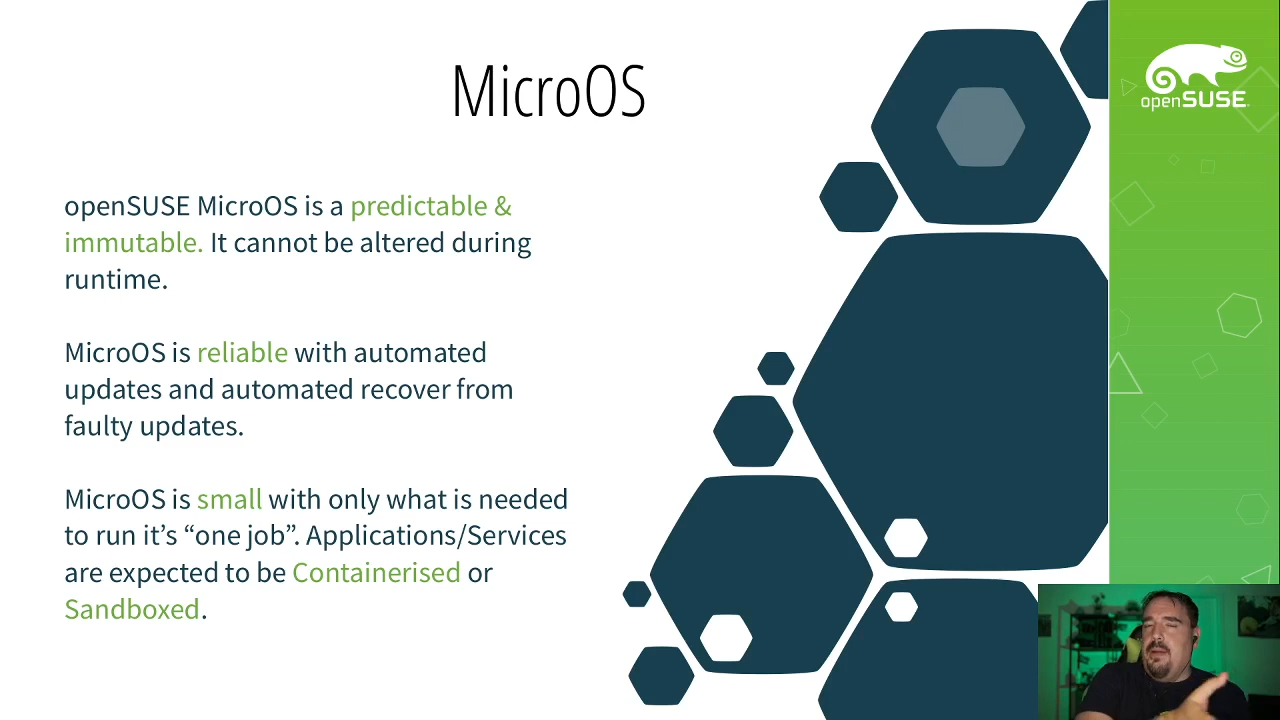 MicroOS
openSUSE
openSUSE MicroOS is a predictable &
immutable. It cannot be altered during
runtime.
MicroOS is reliable with automated
updates and automated recover from
faulty updates.
MicroOS is small with only what is needed
to run it’s “one job”. Applications/Services
are expected to be Containerised or
Sandboxed.